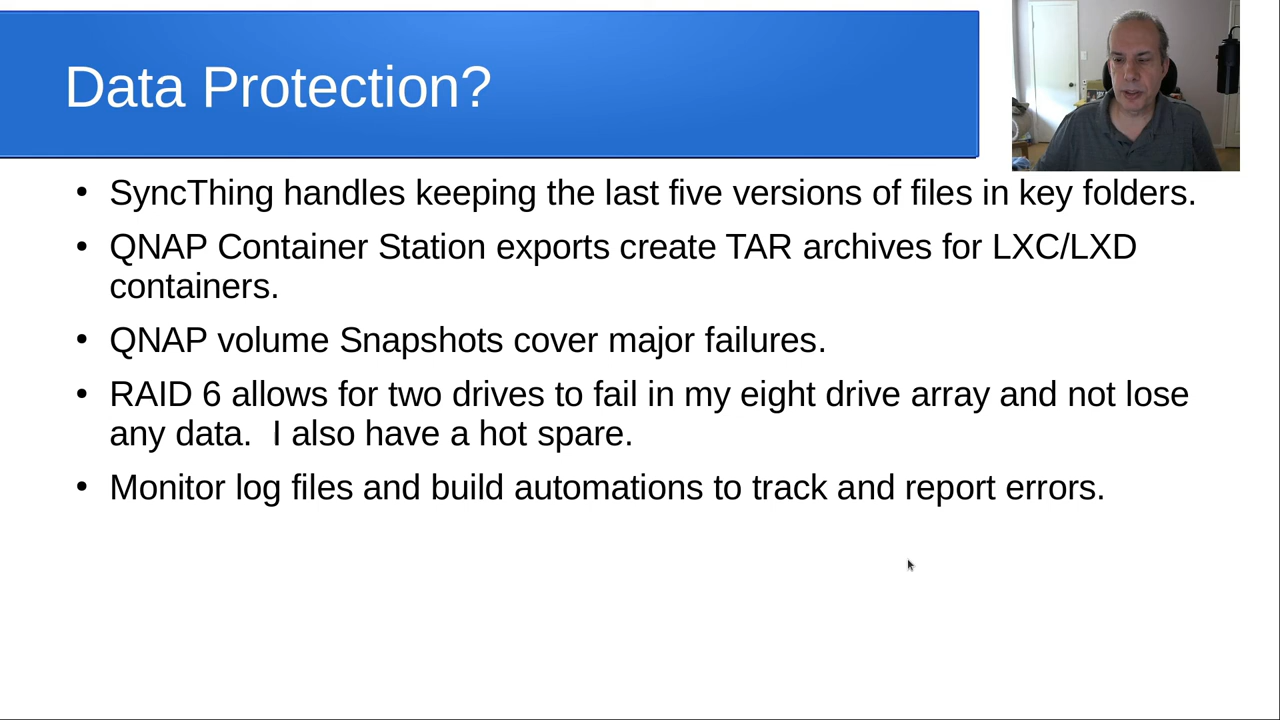 Data Protection?
• SyncThing handles keeping the last five versions of files in key folders.
• QNAP Container Station exports create TAR archives for LXC/LXD
containers.
• QNAP volume Snapshots cover major failures.
• RAID 6 allows for two drives to fail in my eight drive array and not lose
any data.  I also have a hot spare.
• Monitor log files and build automations to track and report errors.